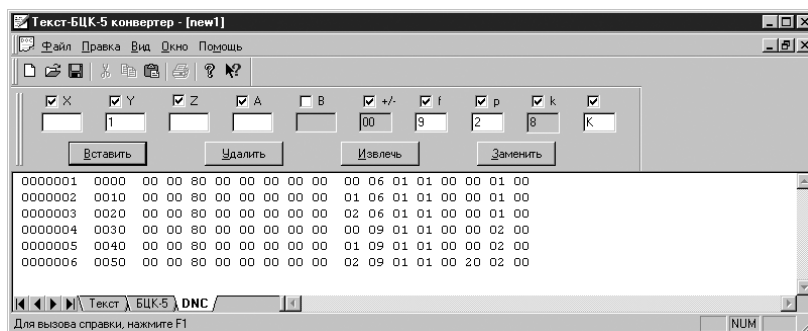 Текст-БЦК-5 конвертер - [new1]
Файл Правка Вид Окно Помощь
X Y Z A B +/- f p k
1 00 9 2 8 K
Вставить Удалить Извлечь Заменить
0000001 0000 00 00 80 00 00 00 00 00 00 06 01 01 00 00 01 00
0000002 0010 00 00 80 00 00 00 00 00 01 06 01 01 00 00 01 00
0000003 0020 00 00 80 00 00 00 00 00 02 06 01 01 00 00 01 00
0000004 0030 00 00 80 00 00 00 00 00 00 09 01 01 00 00 02 00
0000005 0040 00 00 80 00 00 00 00 00 01 09 01 01 00 00 02 00
0000006 0050 00 00 80 00 00 00 00 00 02 09 01 01 00 20 02 00
Текст БЦК-5 DNC
Для вызова справки, нажмите F1 NUM